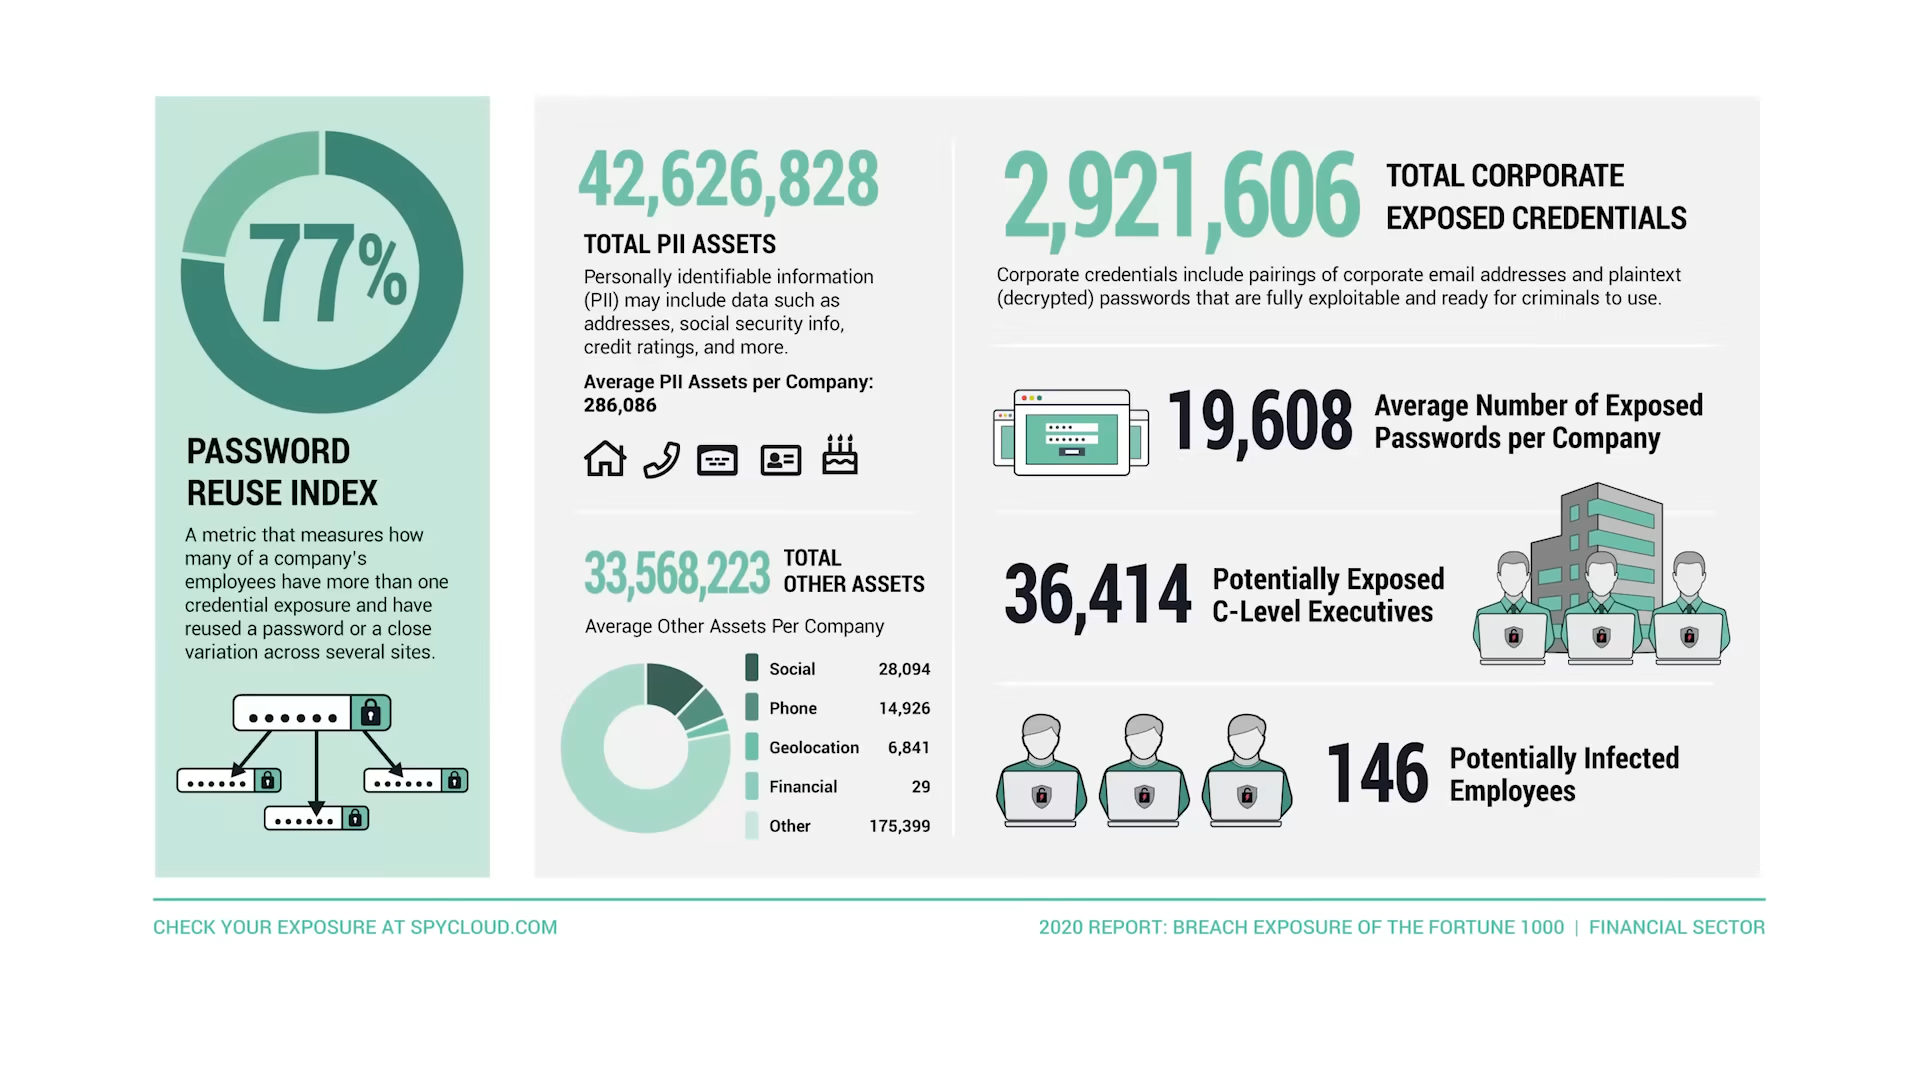 77%
PASSWORD
REUSE INDEX
A metric that measures how
many of a company's
employees have more than one
credential exposure and have
reused a password or a close
variation across several sites.
42,626,828
TOTAL PII ASSETS
Personally identifiable information
(PII) may include data such as
addresses, social security info,
credit ratings, and more.
Average PII Assets per Company:
286,086
33,568,223 TOTAL
OTHER ASSETS
Average Other Assets Per Company
Social 28,094
Phone 14,926
Geolocation 6,841
Financial 29
Other 175,399
2,921,606 TOTAL CORPORATE
EXPOSED CREDENTIALS
Corporate credentials include pairings of corporate email addresses and plaintext
(decrypted) passwords that are fully exploitable and ready for criminals to use.
19,608 Average Number of Exposed
Passwords per Company
36,414 Potentially Exposed
C-Level Executives
146 Potentially Infected
Employees
CHECK YOUR EXPOSURE AT SPYCLOUD.COM
2020 REPORT: BREACH EXPOSURE OF THE FORTUNE 1000 | FINANCIAL SECTOR